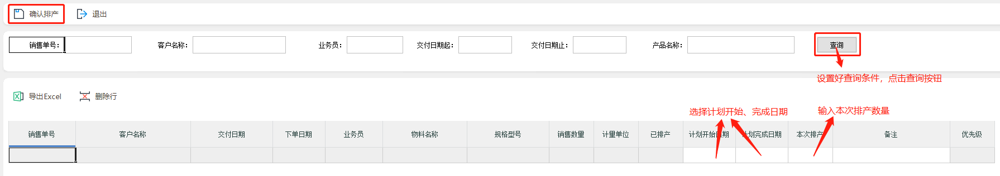 确认排产 退出
销售单号： 客户名称： 业务员： 交付日期起： 交付日期止： 产品名称： 查询
设置好查询条件，点击查询按钮
导出Excel 删除行
选择计划开始、完成日期 输入本次排产数量
销售单号 客户名称 交付日期 下单日期 业务员 物料名称 规格型号 销售数量 计量单位 已排产 计划开始日期 计划完成日期 本次排产 备注 优先级